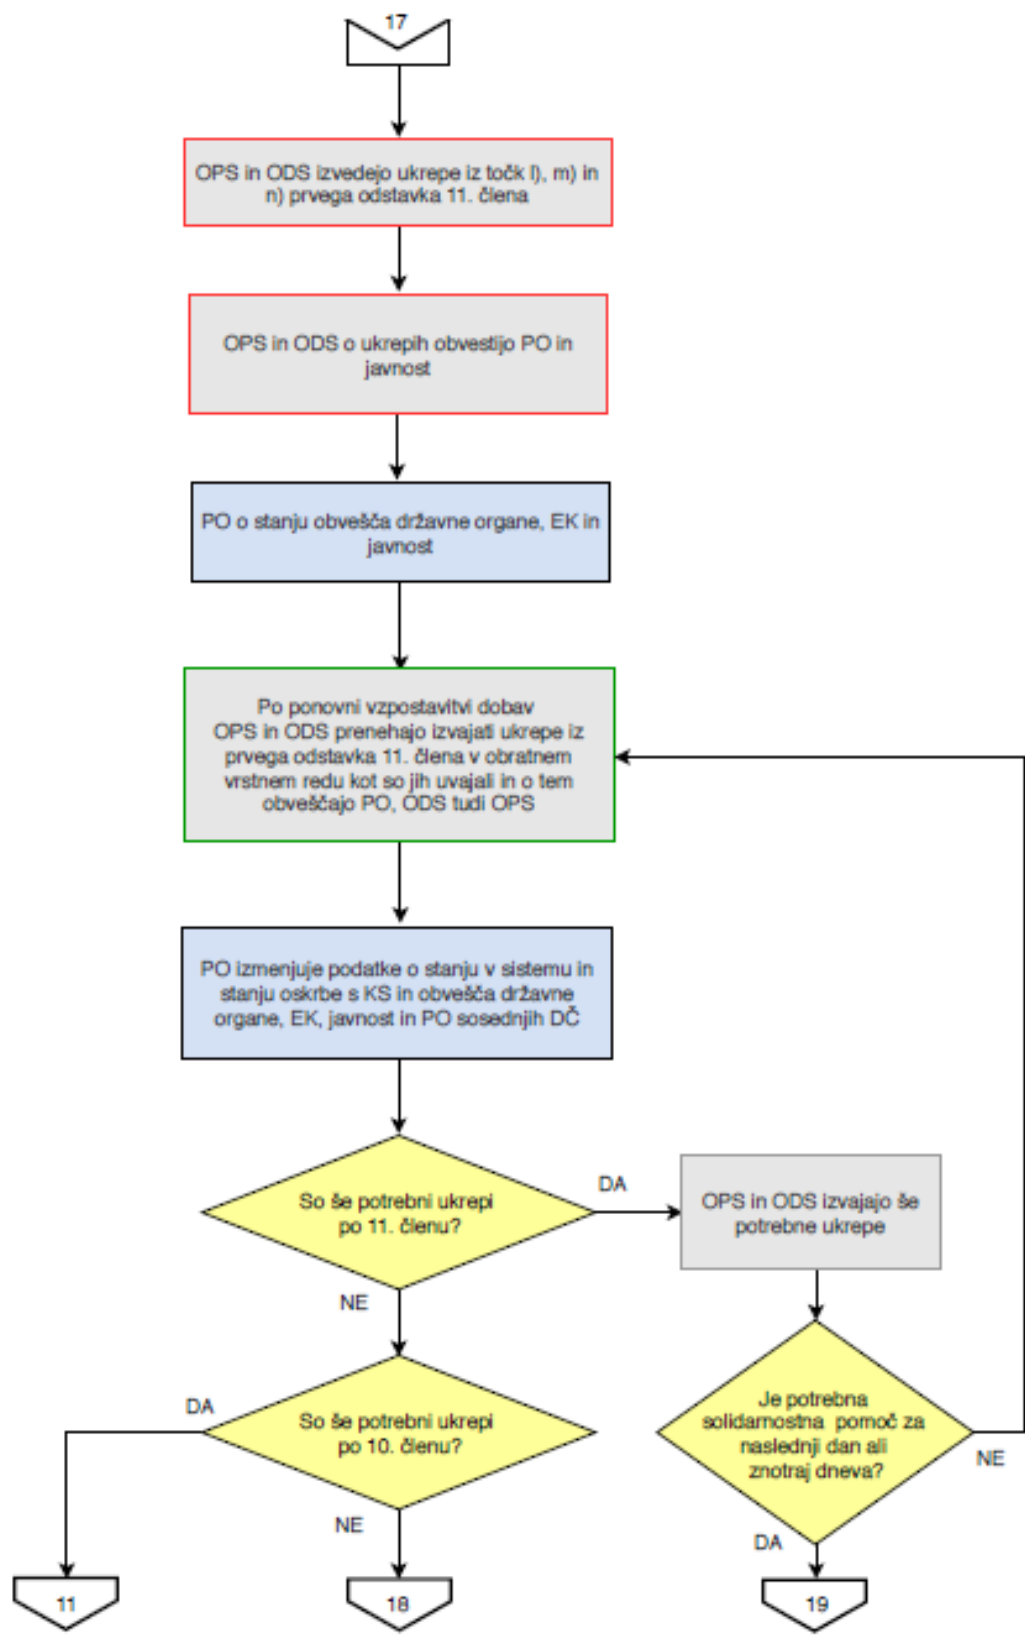 17
OPS in ODS izvedejo ukrepe iz točk l), m) in
n) prvega odstavka 11. člena
OPS in ODS o ukrepih obvestijo PO in
javnost
PO o stanju obvešča državne organe, EK in
javnost
Po ponovni vzpostavitvi dobav
OPS in ODS prenehajo izvajati ukrepe iz
prvega odstavka 11. člena v obratnem
vrstnem redu kot so jih uvajali in o tem
obveščajo PO, ODS tudi OPS
PO izmenjuje podatke o stanju v sistemu in
stanju oskrbe s KS in obvešča državne
organe, EK, javnost in PO sosednjih DČ
So še potrebni ukrepi
po 11. členu?
DA
OPS in ODS izvajajo še
potrebne ukrepe
NE
DA
So še potrebni ukrepi
po 10. členu?
Je potrebna
solidarnostna pomoč za
naslednji dan ali
znotraj dneva?
NE
NE
DA
11
18
19